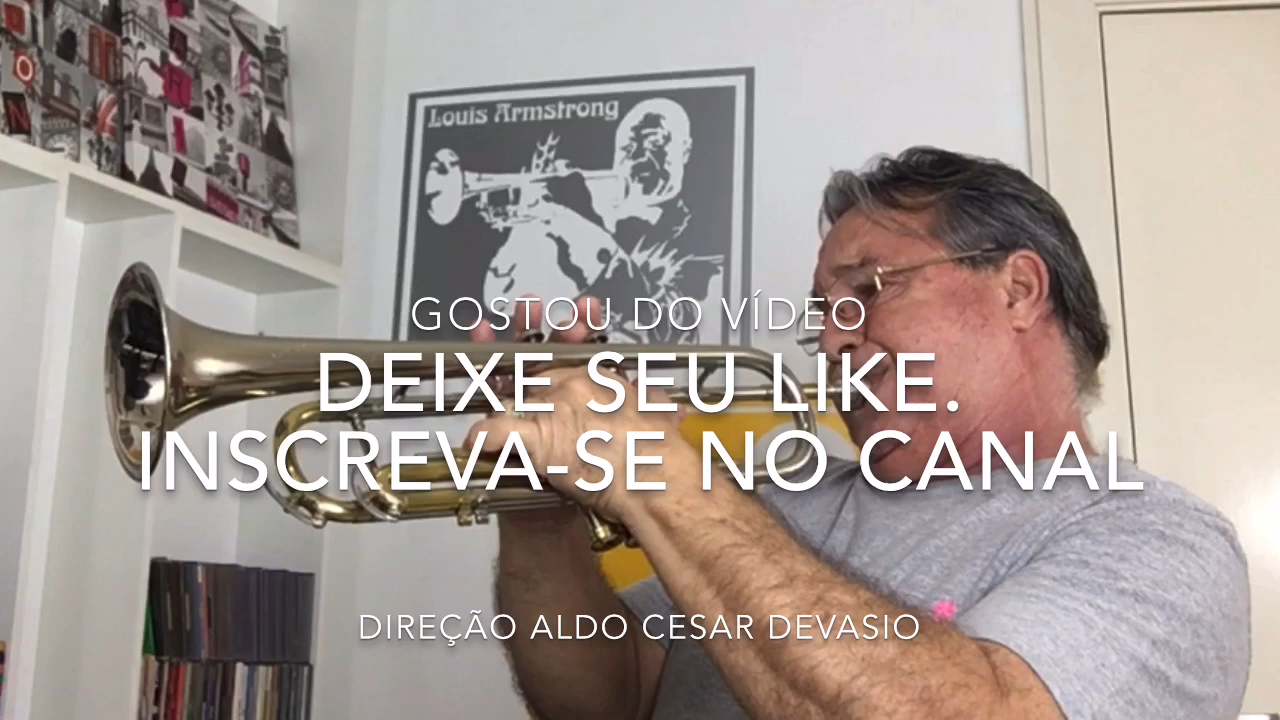 Louis Armstrong
GOSTOU DO VÍDEO
DEIXE SEU LIKE.
INSCREVA-SE NO CANAL
DIREÇÃO ALDO CESAR DEVASIO